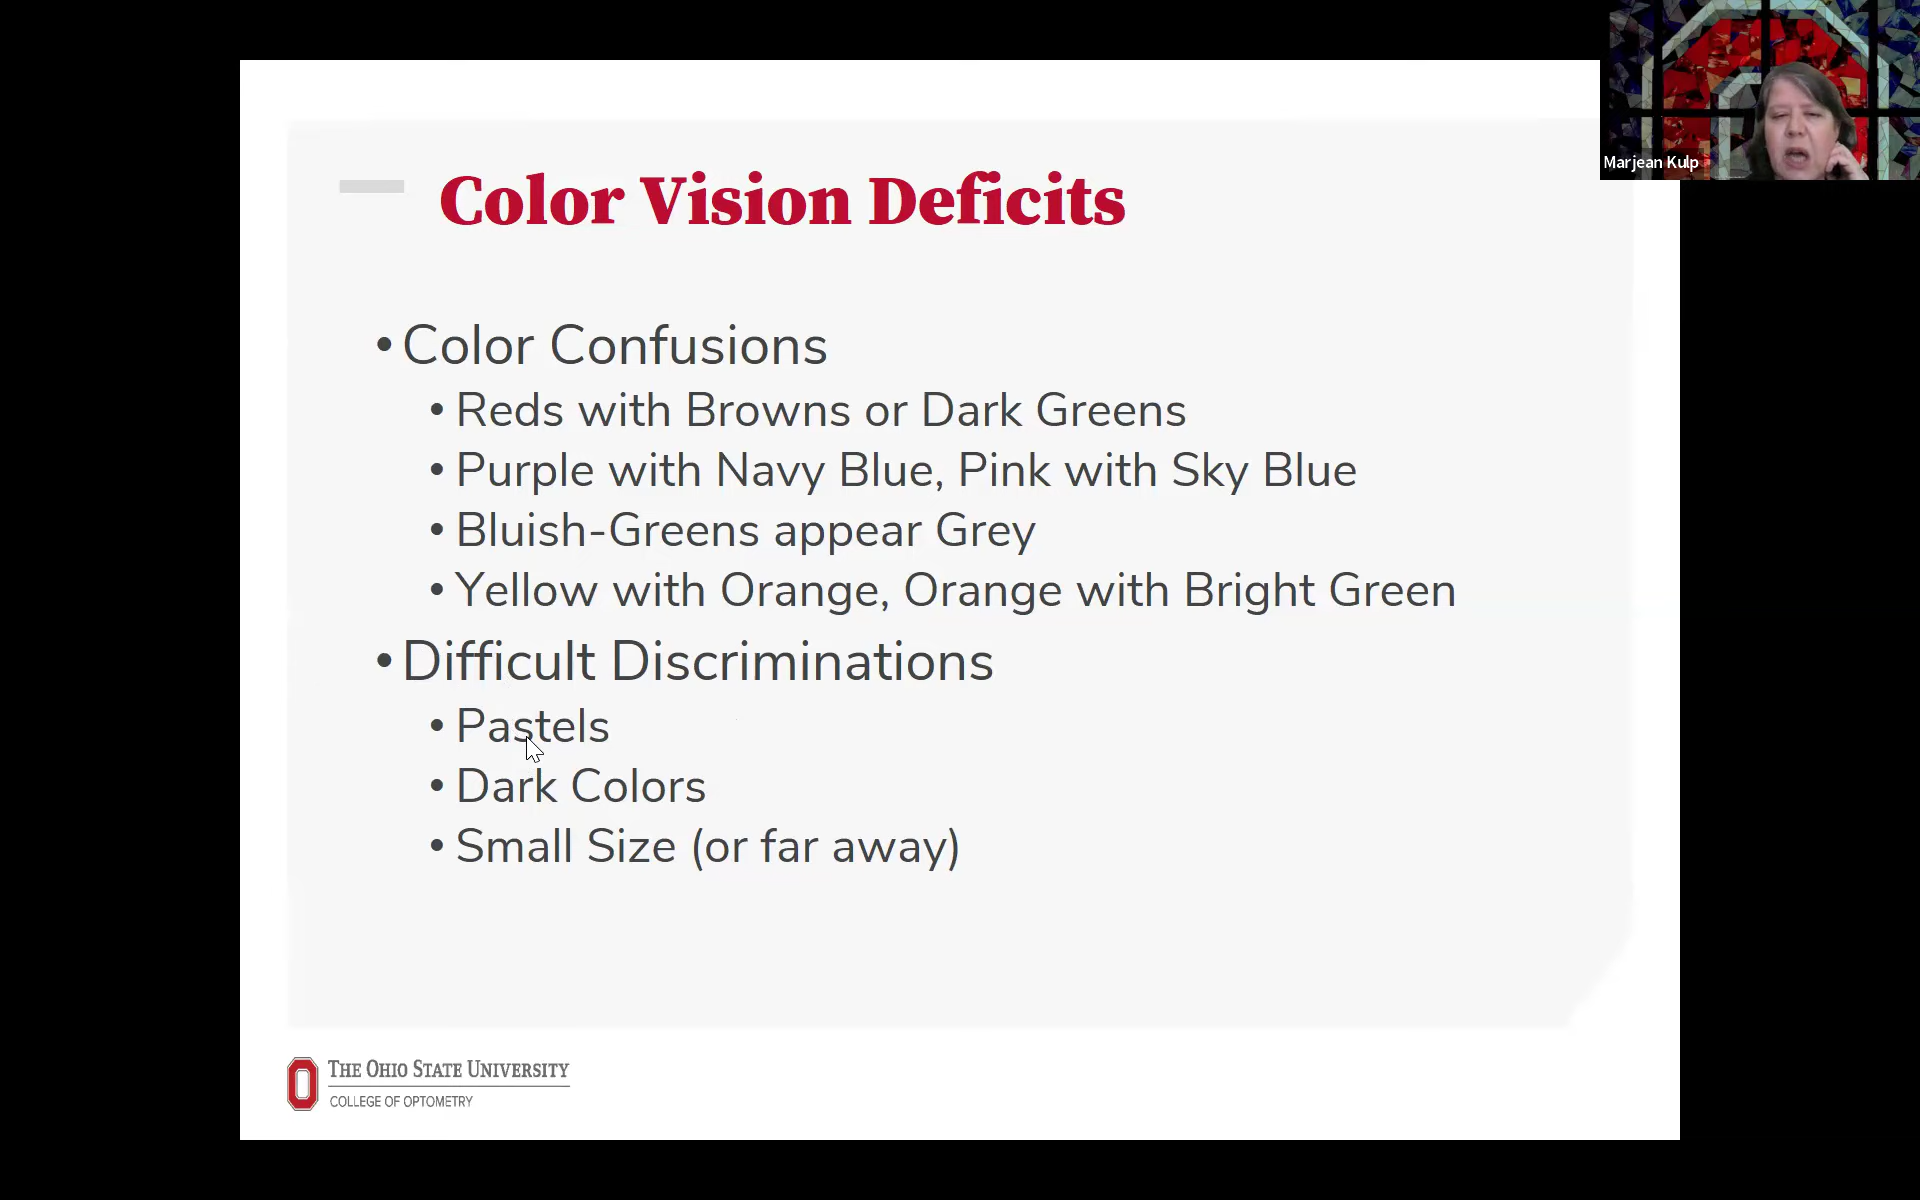 Marjean Kulp
Color Vision Deficits
• Color Confusions
• Reds with Browns or Dark Greens
• Purple with Navy Blue, Pink with Sky Blue
• Bluish-Greens appear Grey
• Yellow with Orange, Orange with Bright Green
• Difficult Discriminations
• Pastels
• Dark Colors
• Small Size (or far away)
THE OHIO STATE UNIVERSITY
COLLEGE OF OPTOMETRY